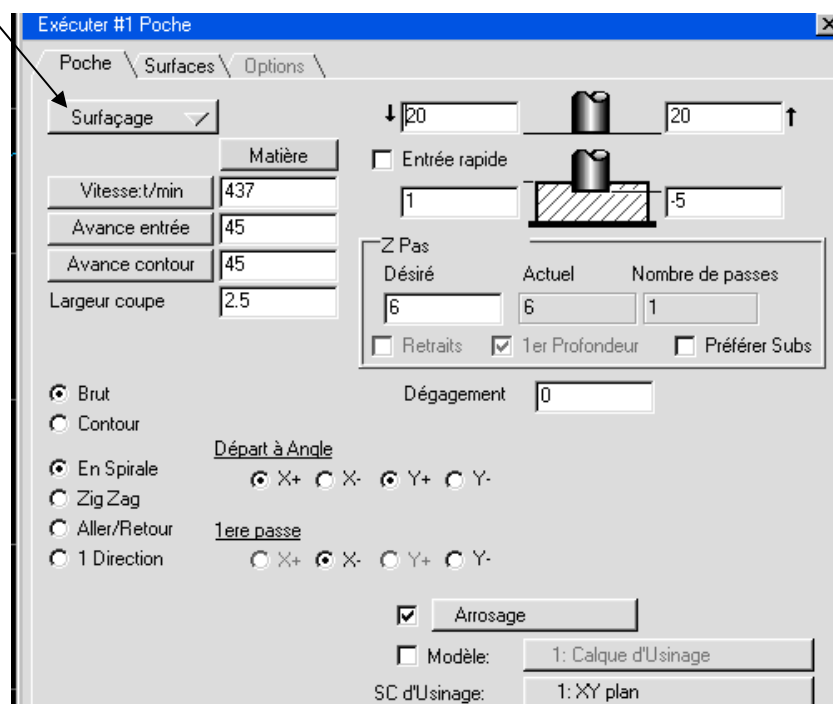 Exécuter #1 Poche
Poche Surfaces Options
Surfaçage
20 20
Matière
Entrée rapide
Vitesse:t/min 437
1 -5
Avance entrée 45
Avance contour 45
Largeur coupe 2.5
Z Pas
Désiré Actuel Nombre de passes
6 6 1
Retraits 1er Profondeur Préférer Subs
Brut
Dégagement 0
Contour
Départ à Angle
En Spirale
X+ X- Y+ Y-
Zig Zag
Aller/Retour
1ere passe
1 Direction
X+ X- Y+ Y-
Arrosage
Modèle: 1: Calque d'Usinage
SC d'Usinage: 1: XY plan